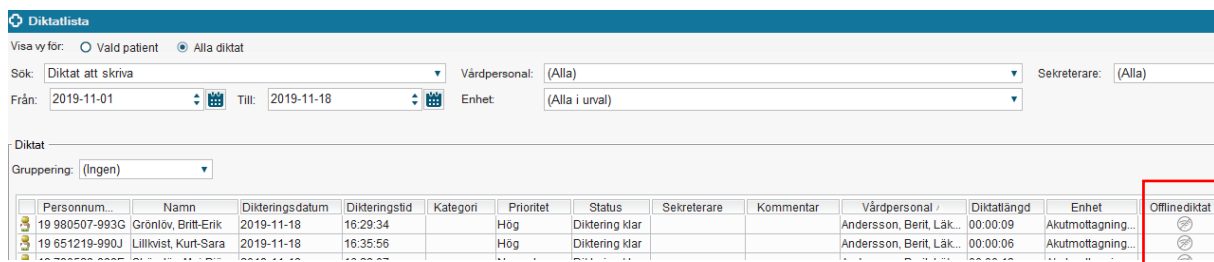 Diktatlista
Visa vy för: Vald patient Alla diktat
Sök: Diktat att skriva Vårdpersonal: (Alla) Sekreterare: (Alla)
Från: 2019-11-01 Till: 2019-11-18 Enhet: (Alla i urval)
Diktat
Gruppering: (Ingen)
Personnum... Namn Dikteringsdatum Dikteringstid Kategori Prioritet Status Sekreterare Kommentar Vårdpersonal Diktatlängd Enhet Offlinediktat
19 980507-993G Grönlöv, Britt-Erik 2019-11-18 16:29:34 Hög Diktering klar Andersson, Berit, Läk... 00:00:09 Akutmottagning...
19 651219-990J Lillkvist, Kurt-Sara 2019-11-18 16:35:56 Hög Diktering klar Andersson, Berit, Läk... 00:00:06 Akutmottagning...